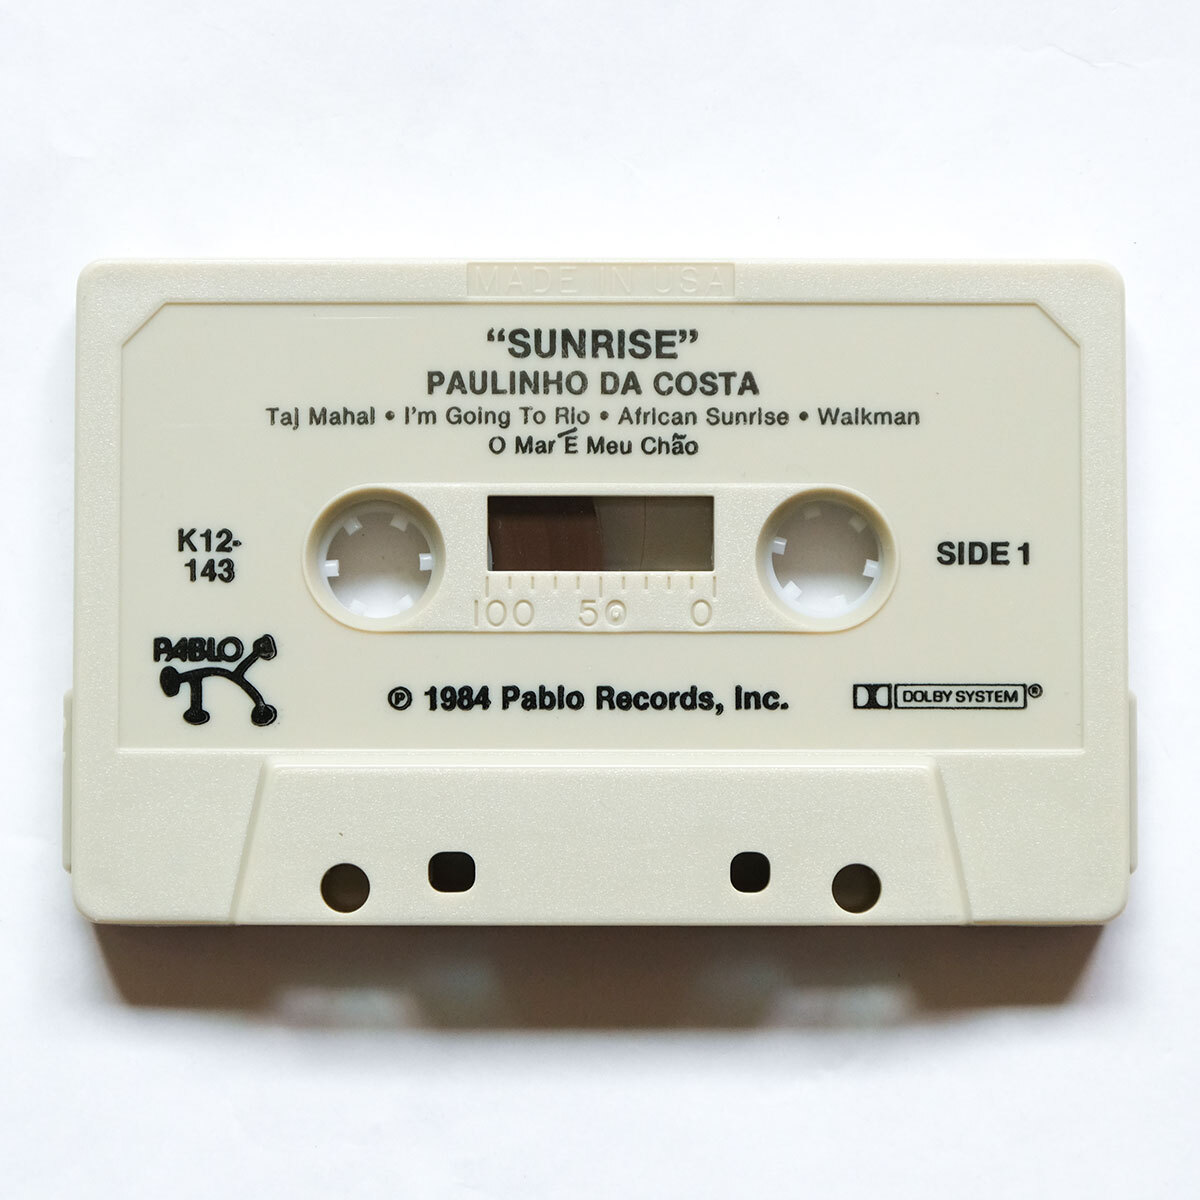 MADE IN USA
“SUNRISE”
PAULINHO DA COSTA
Taj Mahal • I'm Going To Rio • African Sunrise • Walkman
O Mar É Meu Chão
K12-
143
SIDE 1
100 50 0
PABLO
℗ 1984 Pablo Records, Inc.
DOLBY SYSTEM®